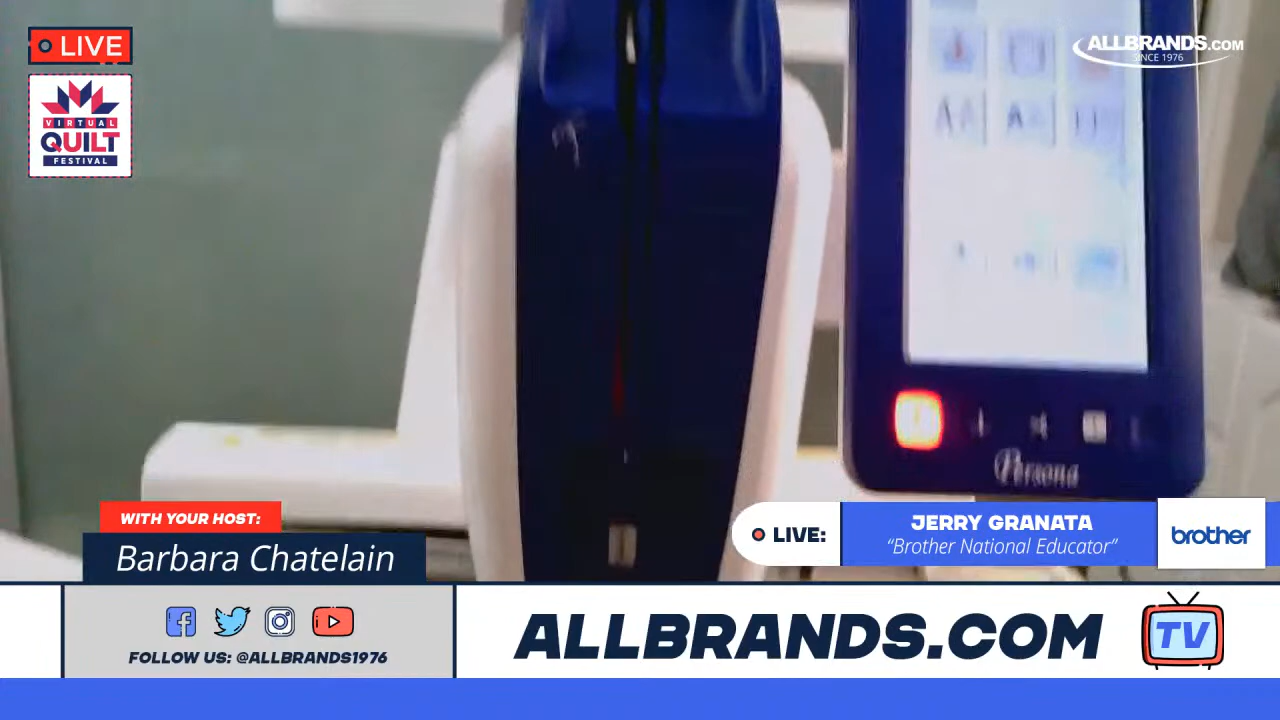 LIVE
VIRTUAL
QUILT
FESTIVAL
ALLBRANDS.COM
SINCE 1976
Persona
WITH YOUR HOST:
Barbara Chatelain
LIVE:
JERRY GRANATA
“Brother National Educator”
brother
FOLLOW US: @ALLBRANDS1976
ALLBRANDS.COM
TV